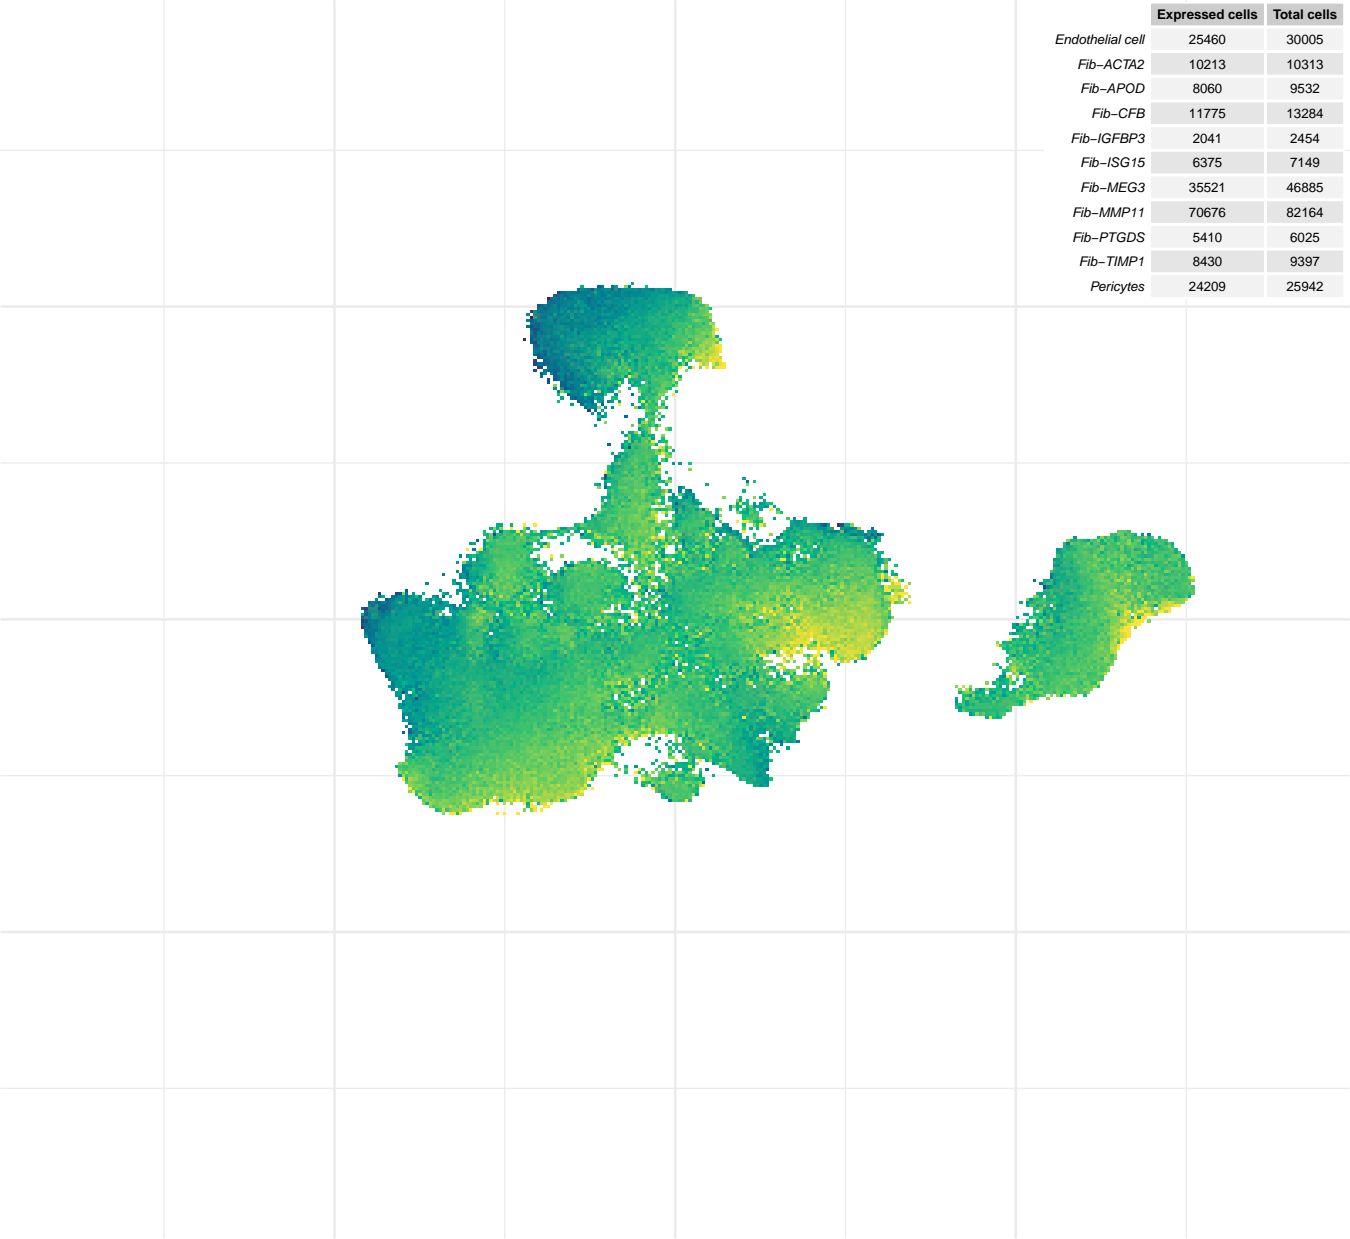 Expressed cells Total cells
Endothelial cell 25460 30005
Fib−ACTA2 10213 10313
Fib−APOD 8060 9532
Fib−CFB 11775 13284
Fib−IGFBP3 2041 2454
Fib−ISG15 6375 7149
Fib−MEG3 35521 46885
Fib−MMP11 70676 82164
Fib−PTGDS 5410 6025
Fib−TIMP1 8430 9397
Pericytes 24209 25942